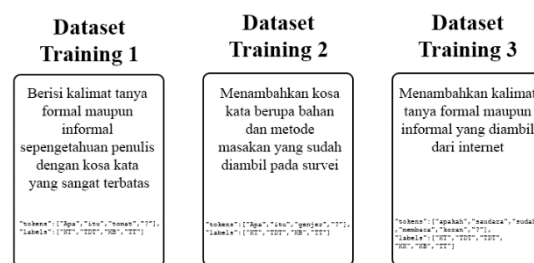 Dataset
Training 1
Berisi kalimat tanya
formal maupun
informal
sepengetahuan penulis
dengan kosa kata
yang sangat terbatas
"tokens":["Apa","itu","tomat","?"],
"labels":["KT","TDT","KB","TT"]
Dataset
Training 2
Menambahkan kosa
kata berupa bahan
dan metode
masakan yang sudah
diambil pada survei
"tokens":["Apa","itu","genjer","?"],
"labels":["KT","TDT","KB","TT"]
Dataset
Training 3
Menambahkan kalimat
tanya formal maupun
informal yang diambil
dari internet
"tokens":["apakah","saudara","sudah"
,"membaca","koran","?"],
"labels":["KT","TDT","TDT",
"KK","KB","TT"]